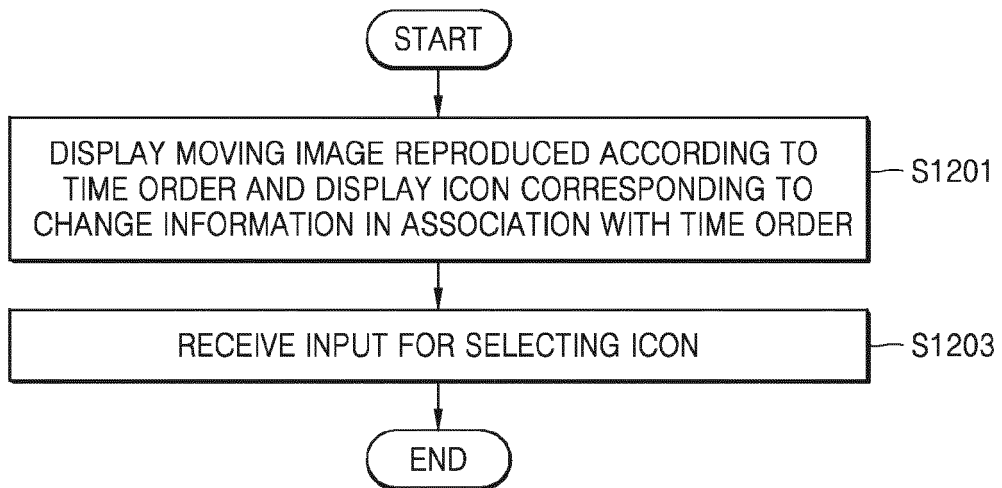 START
DISPLAY MOVING IMAGE REPRODUCED ACCORDING TO
TIME ORDER AND DISPLAY ICON CORRESPONDING TO
CHANGE INFORMATION IN ASSOCIATION WITH TIME ORDER
S1201
RECEIVE INPUT FOR SELECTING ICON
S1203
END